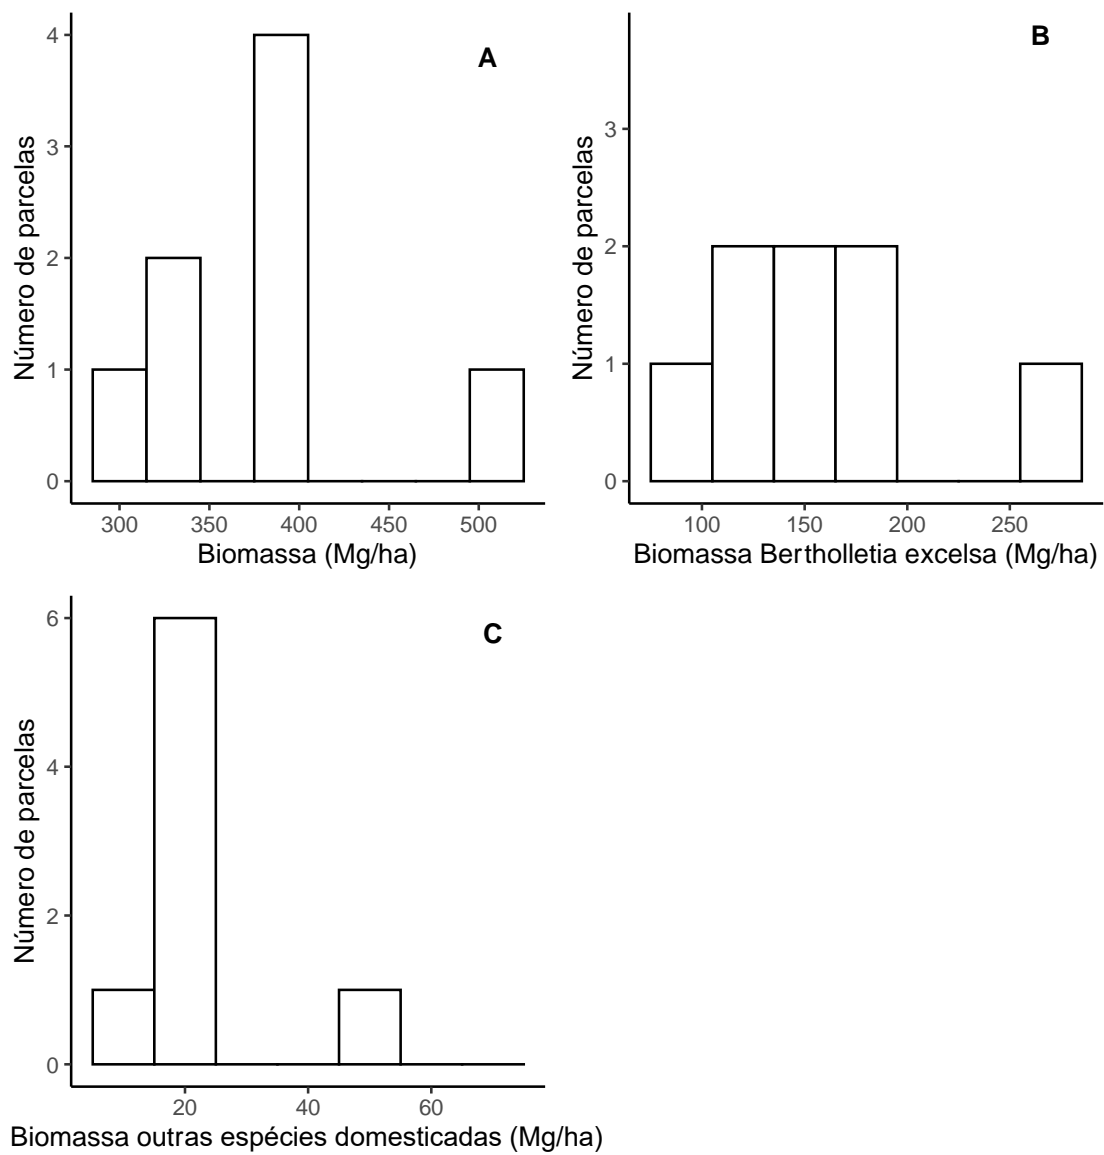 A
Número de parcelas
4
3
2
1
0
300 350 400 450 500
Biomassa (Mg/ha)
B
Número de parcelas
3
2
1
0
100 150 200 250
Biomassa Bertholletia excelsa (Mg/ha)
C
Número de parcelas
6
4
2
0
20 40 60
Biomassa outras espécies domesticadas (Mg/ha)